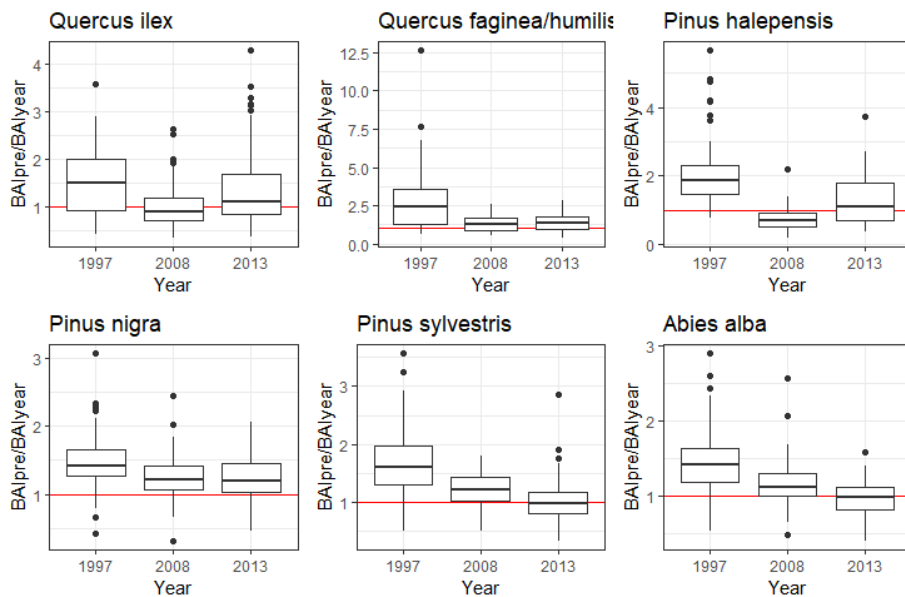 Quercus ilex
BAIpre/BAIyear
4
3
2
1
1997 2008 2013
Year
Quercus faginea/humilis
BAIpre/BAIyear
12.5
10.0
7.5
5.0
2.5
0.0
1997 2008 2013
Year
Pinus halepensis
BAIpre/BAIyear
4
2
0
1997 2008 2013
Year
Pinus nigra
BAIpre/BAIyear
3
2
1
1997 2008 2013
Year
Pinus sylvestris
BAIpre/BAIyear
3
2
1
1997 2008 2013
Year
Abies alba
BAIpre/BAIyear
3
2
1
1997 2008 2013
Year